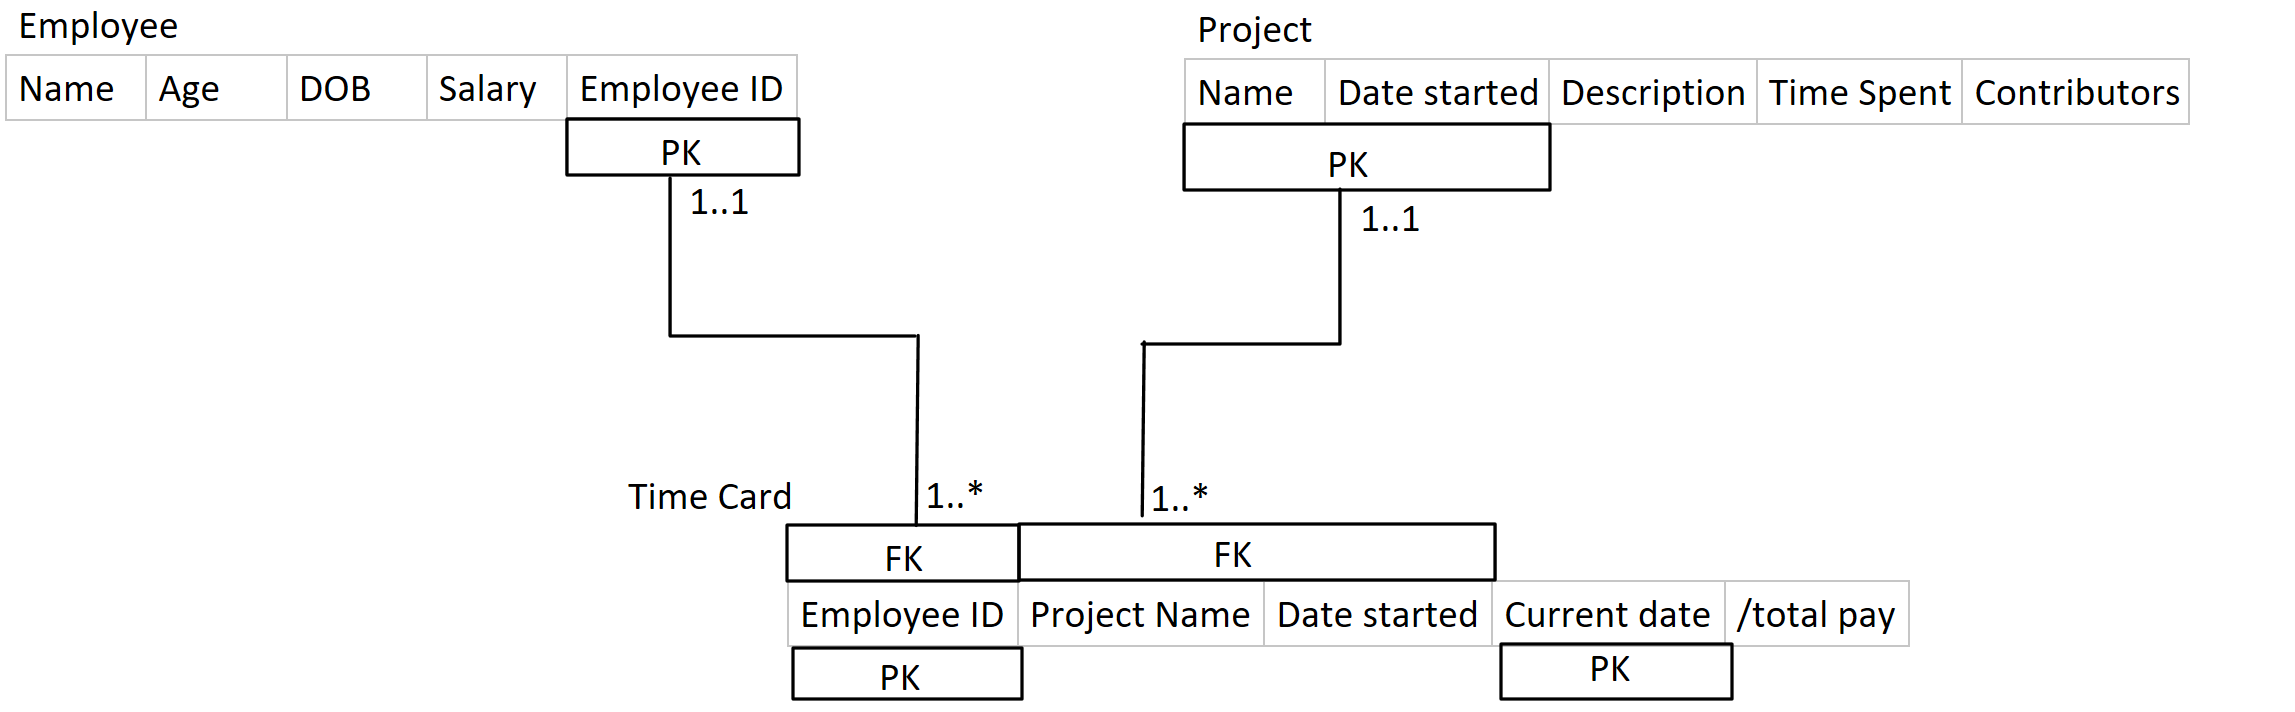 Employee
Project
Name Age DOB Salary Employee ID
Name Date started Description Time Spent Contributors
PK
PK
1..1
1..1
Time Card
1..*
1..*
FK
FK
Employee ID Project Name Date started Current date /total pay
PK
PK